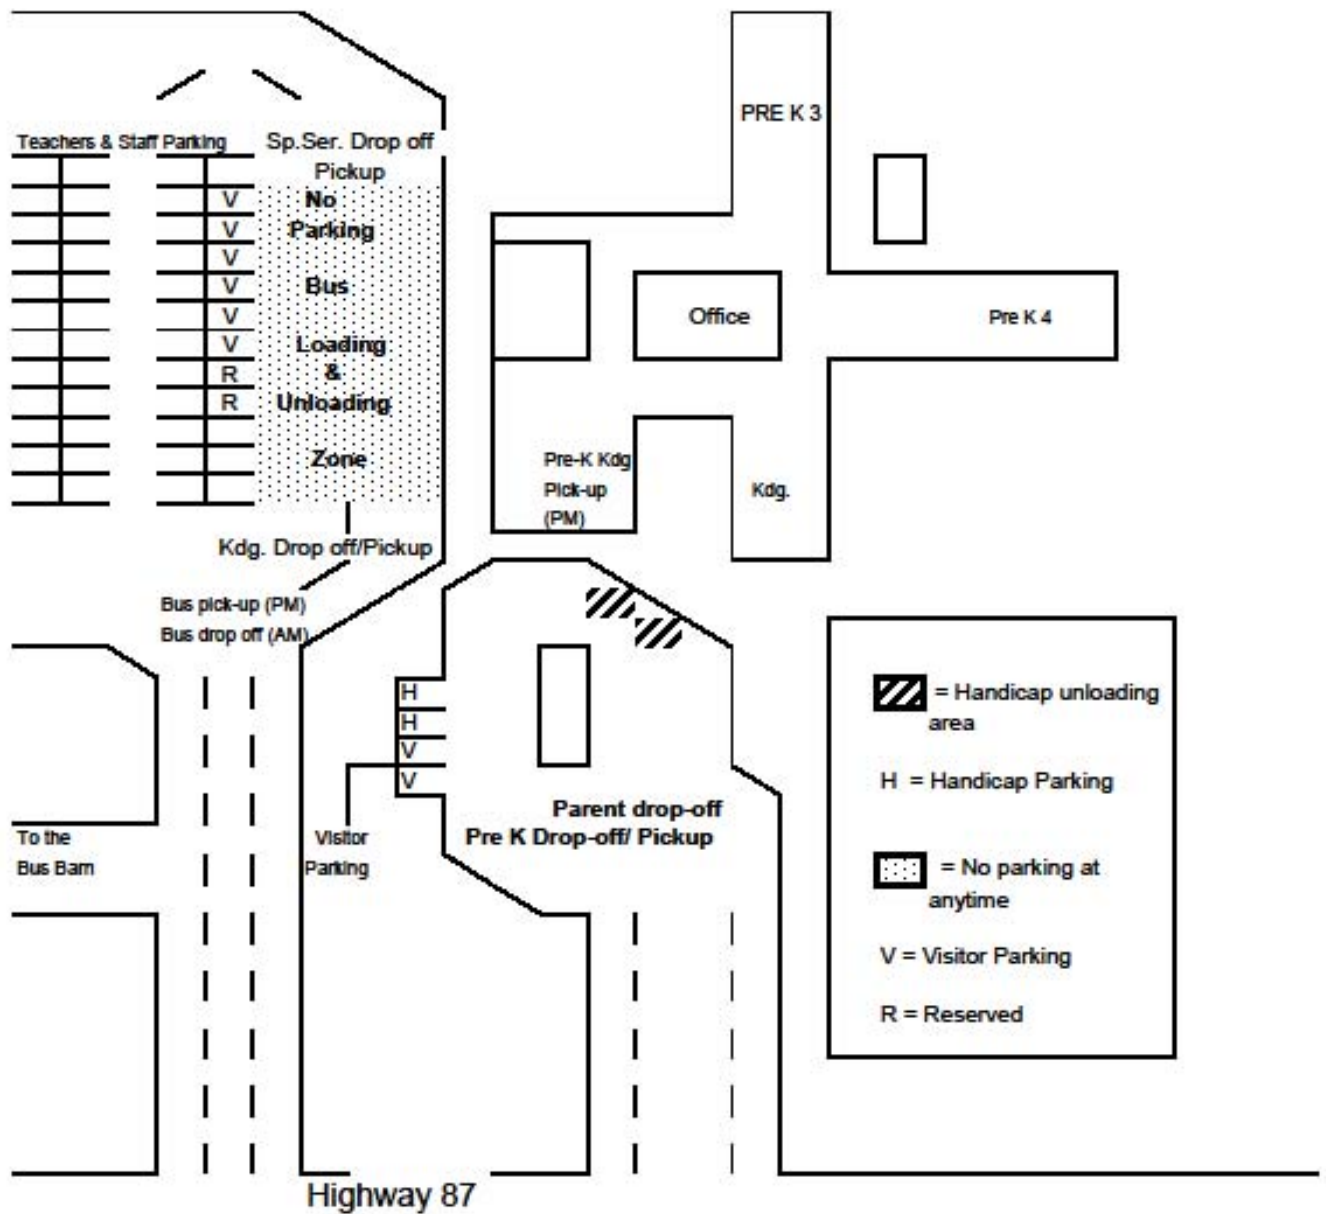 PRE K 3
Teachers & Staff Parking
Sp.Ser. Drop off
Pickup
V
No
V
Parking
V
V
Bus
V
V
Loading
R
&
R
Unloading
Zone
Office
Pre K 4
Pre-K Kdg
Pick-up
(PM)
Kdg.
Kdg. Drop off/Pickup
Bus pick-up (PM)
Bus drop off (AM)
H
H
V
V
= Handicap unloading
area
H = Handicap Parking
Parent drop-off
Pre K Drop-off/ Pickup
To the
Bus Barn
Visitor
Parking
= No parking at
anytime
V = Visitor Parking
R = Reserved
Highway 87